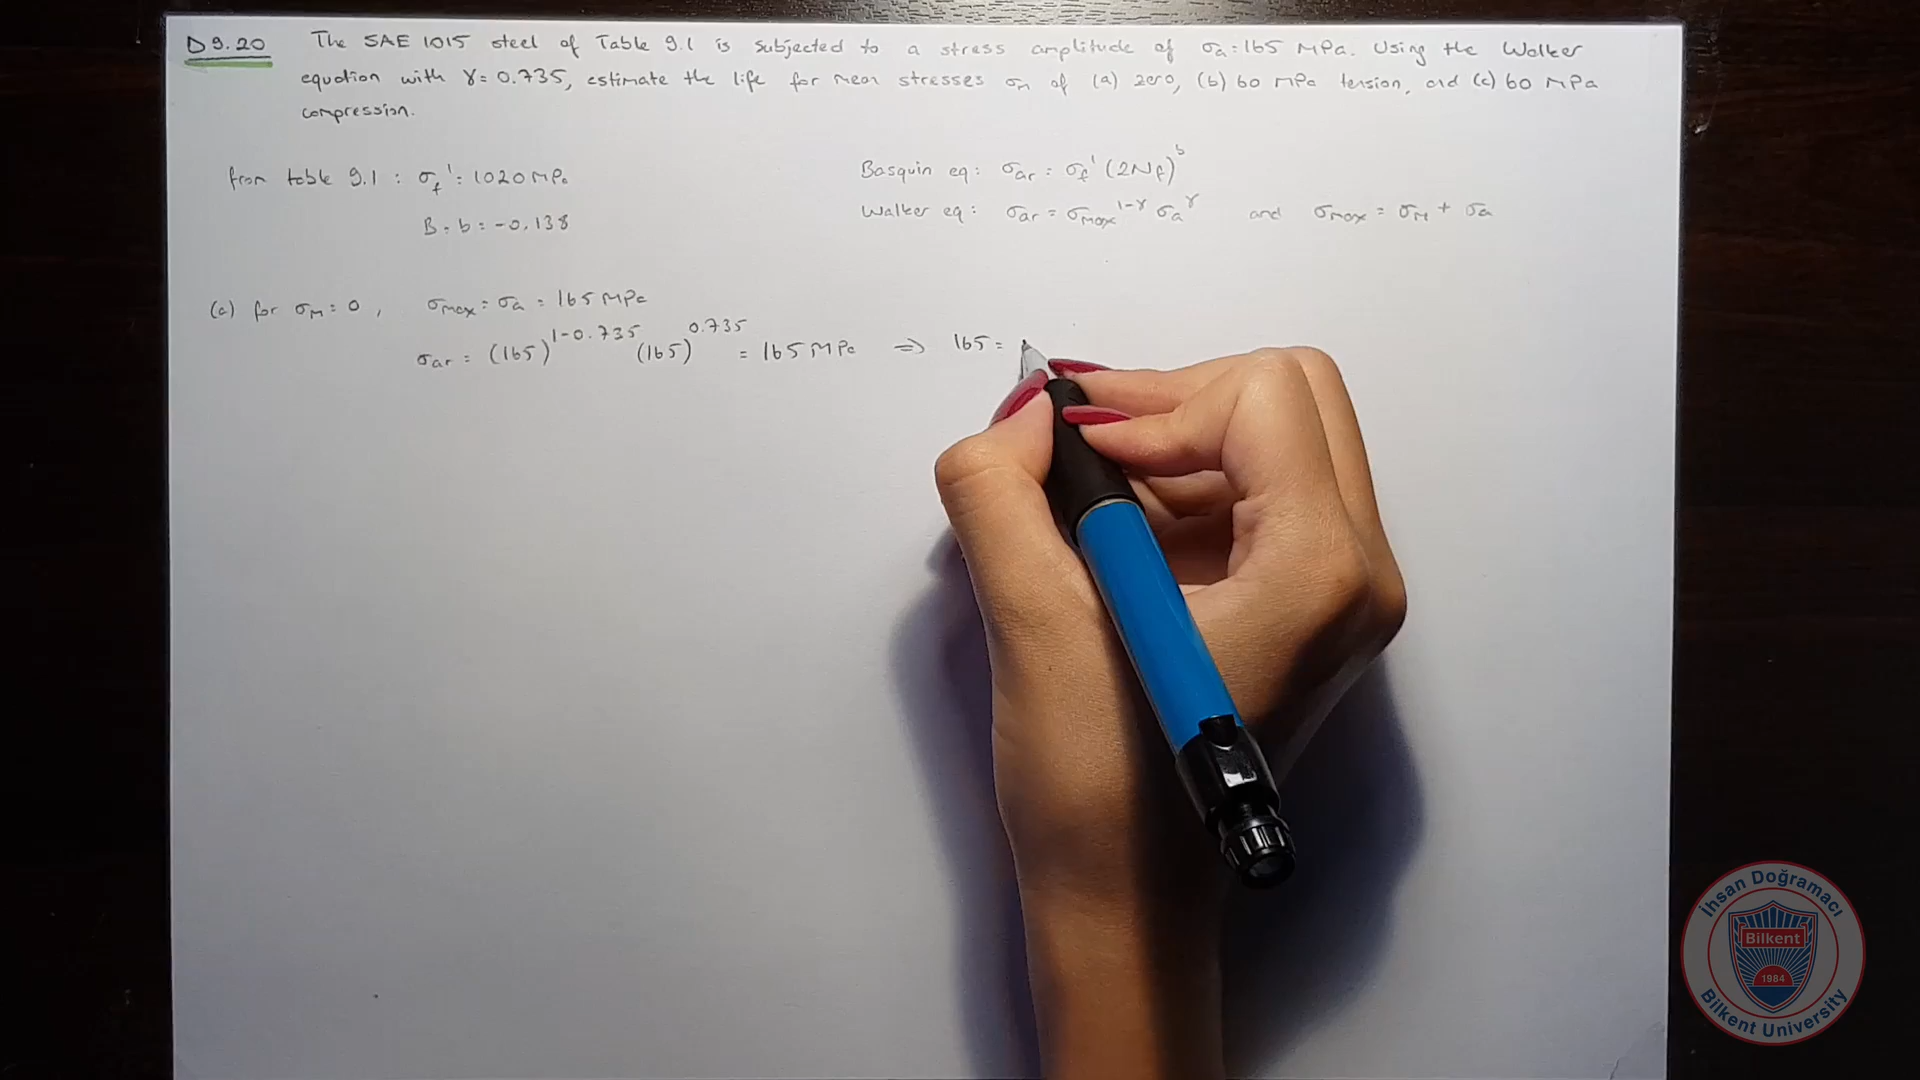 D 9.20 The SAE 1015 steel of Table 9.1 is subjected to a stress amplitude of σa = 165 MPa. Using the Walker
equation with γ = 0.735, estimate the life for mean stresses σm of (a) zero, (b) 60 MPa tension, and (c) 60 MPa
compression.
from table 9.1 : σf' = 1020 MPa
B = b = -0.138
Basquin eq: σar = σf' (2Nf)^b
Walker eq: σar = σmax^1-γ σa^γ and σmax = σM + σa
(a) for σM = 0 , σmax = σa = 165 MPa
σar = (165)^1-0.735 (165)^0.735 = 165 MPa ⇒ 165 =
İhsan Doğramacı
Bilkent
1984
Bilkent University